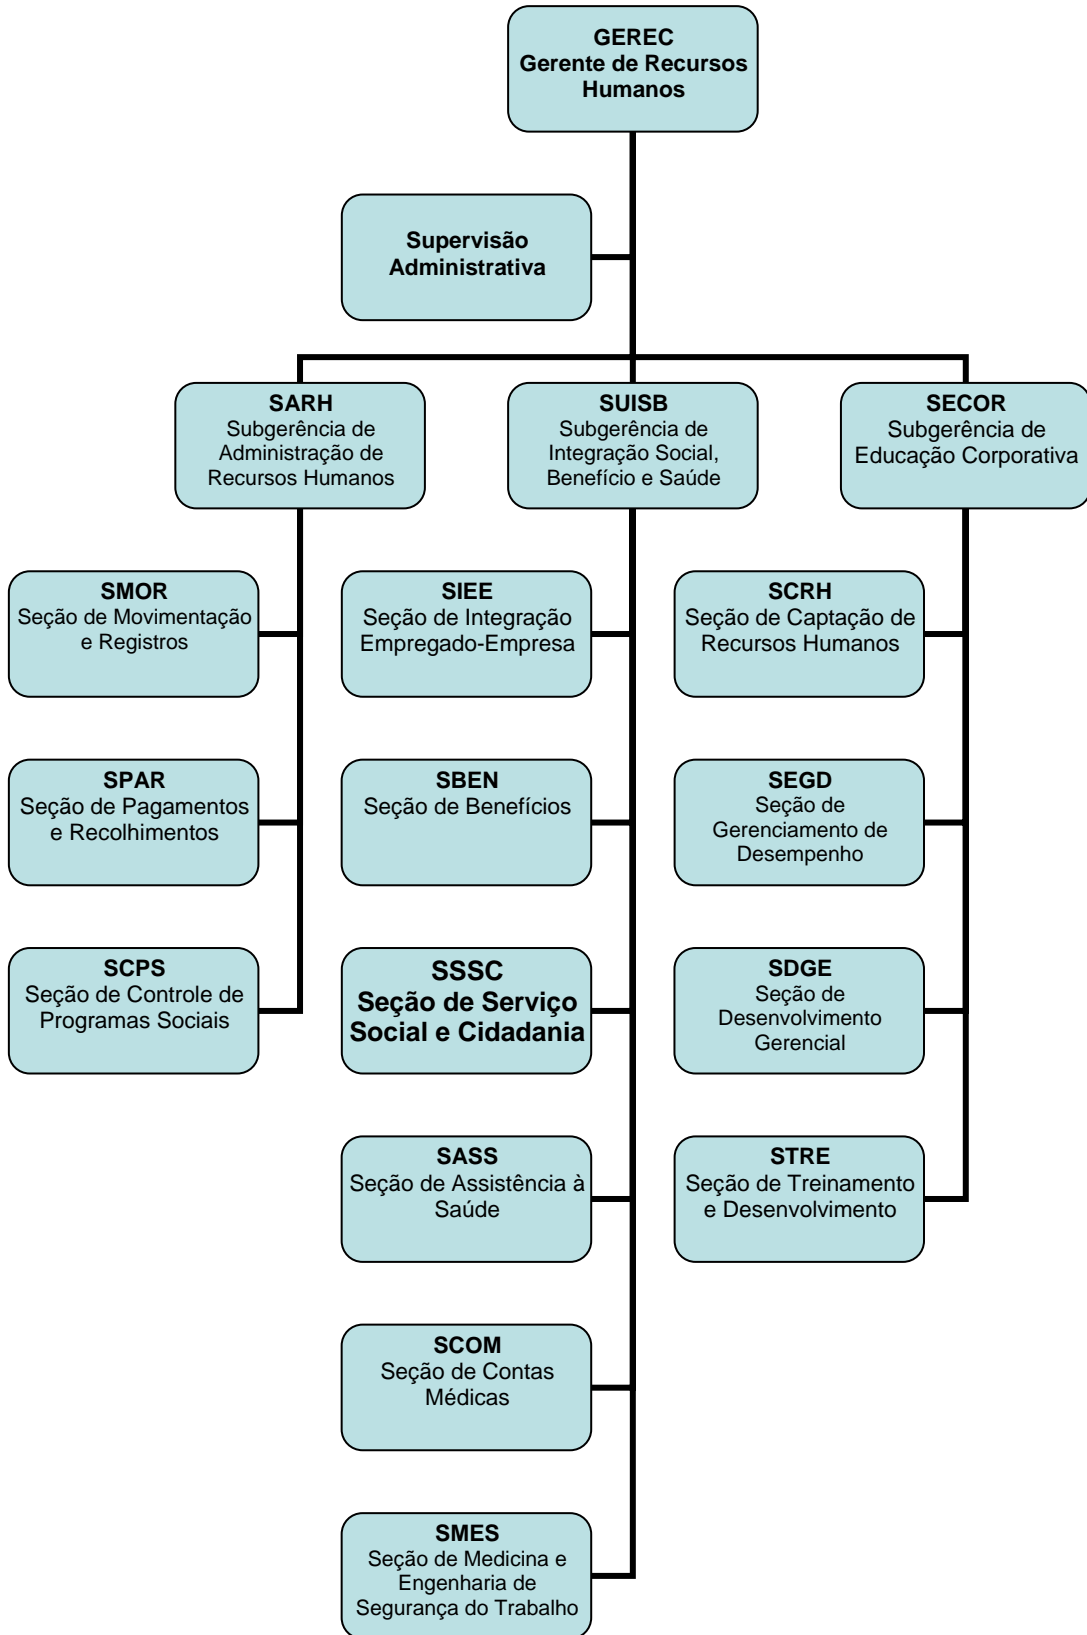 GEREC
Gerente de Recursos
Humanos
Supervisão
Administrativa
SARH
Subgerência de
Administração de
Recursos Humanos
SUISB
Subgerência de
Integração Social,
Benefício e Saúde
SECOR
Subgerência de
Educação Corporativa
SMOR
Seção de Movimentação
e Registros
SIEE
Seção de Integração
Empregado-Empresa
SCRH
Seção de Captação de
Recursos Humanos
SPAR
Seção de Pagamentos
e Recolhimentos
SBEN
Seção de Benefícios
SEGD
Seção de
Gerenciamento de
Desempenho
SCPS
Seção de Controle de
Programas Sociais
SSSC
Seção de Serviço
Social e Cidadania
SDGE
Seção de
Desenvolvimento
Gerencial
SASS
Seção de Assistência à
Saúde
STRE
Seção de Treinamento
e Desenvolvimento
SCOM
Seção de Contas
Médicas
SMES
Seção de Medicina e
Engenharia de
Segurança do Trabalho